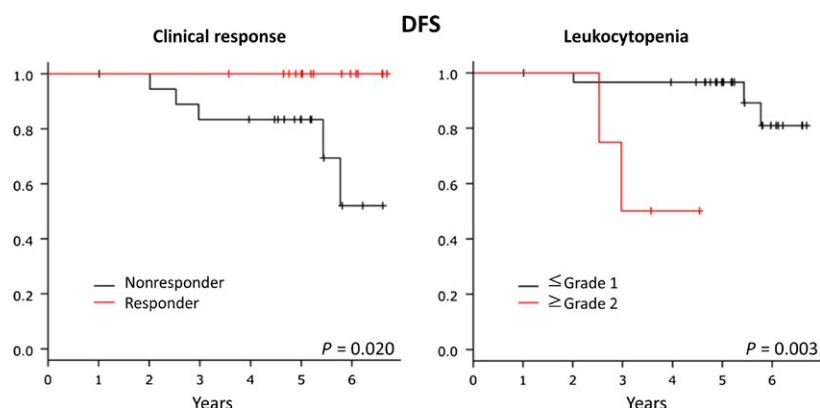 DFS
Clinical response
1.0
0.8
0.6
0.4
0.2
0.0
Nonresponder
Responder
P = 0.020
0 1 2 3 4 5 6
Years
Leukocytopenia
1.0
0.8
0.6
0.4
0.2
0.0
≤ Grade 1
≥ Grade 2
P = 0.003
0 1 2 3 4 5 6
Years